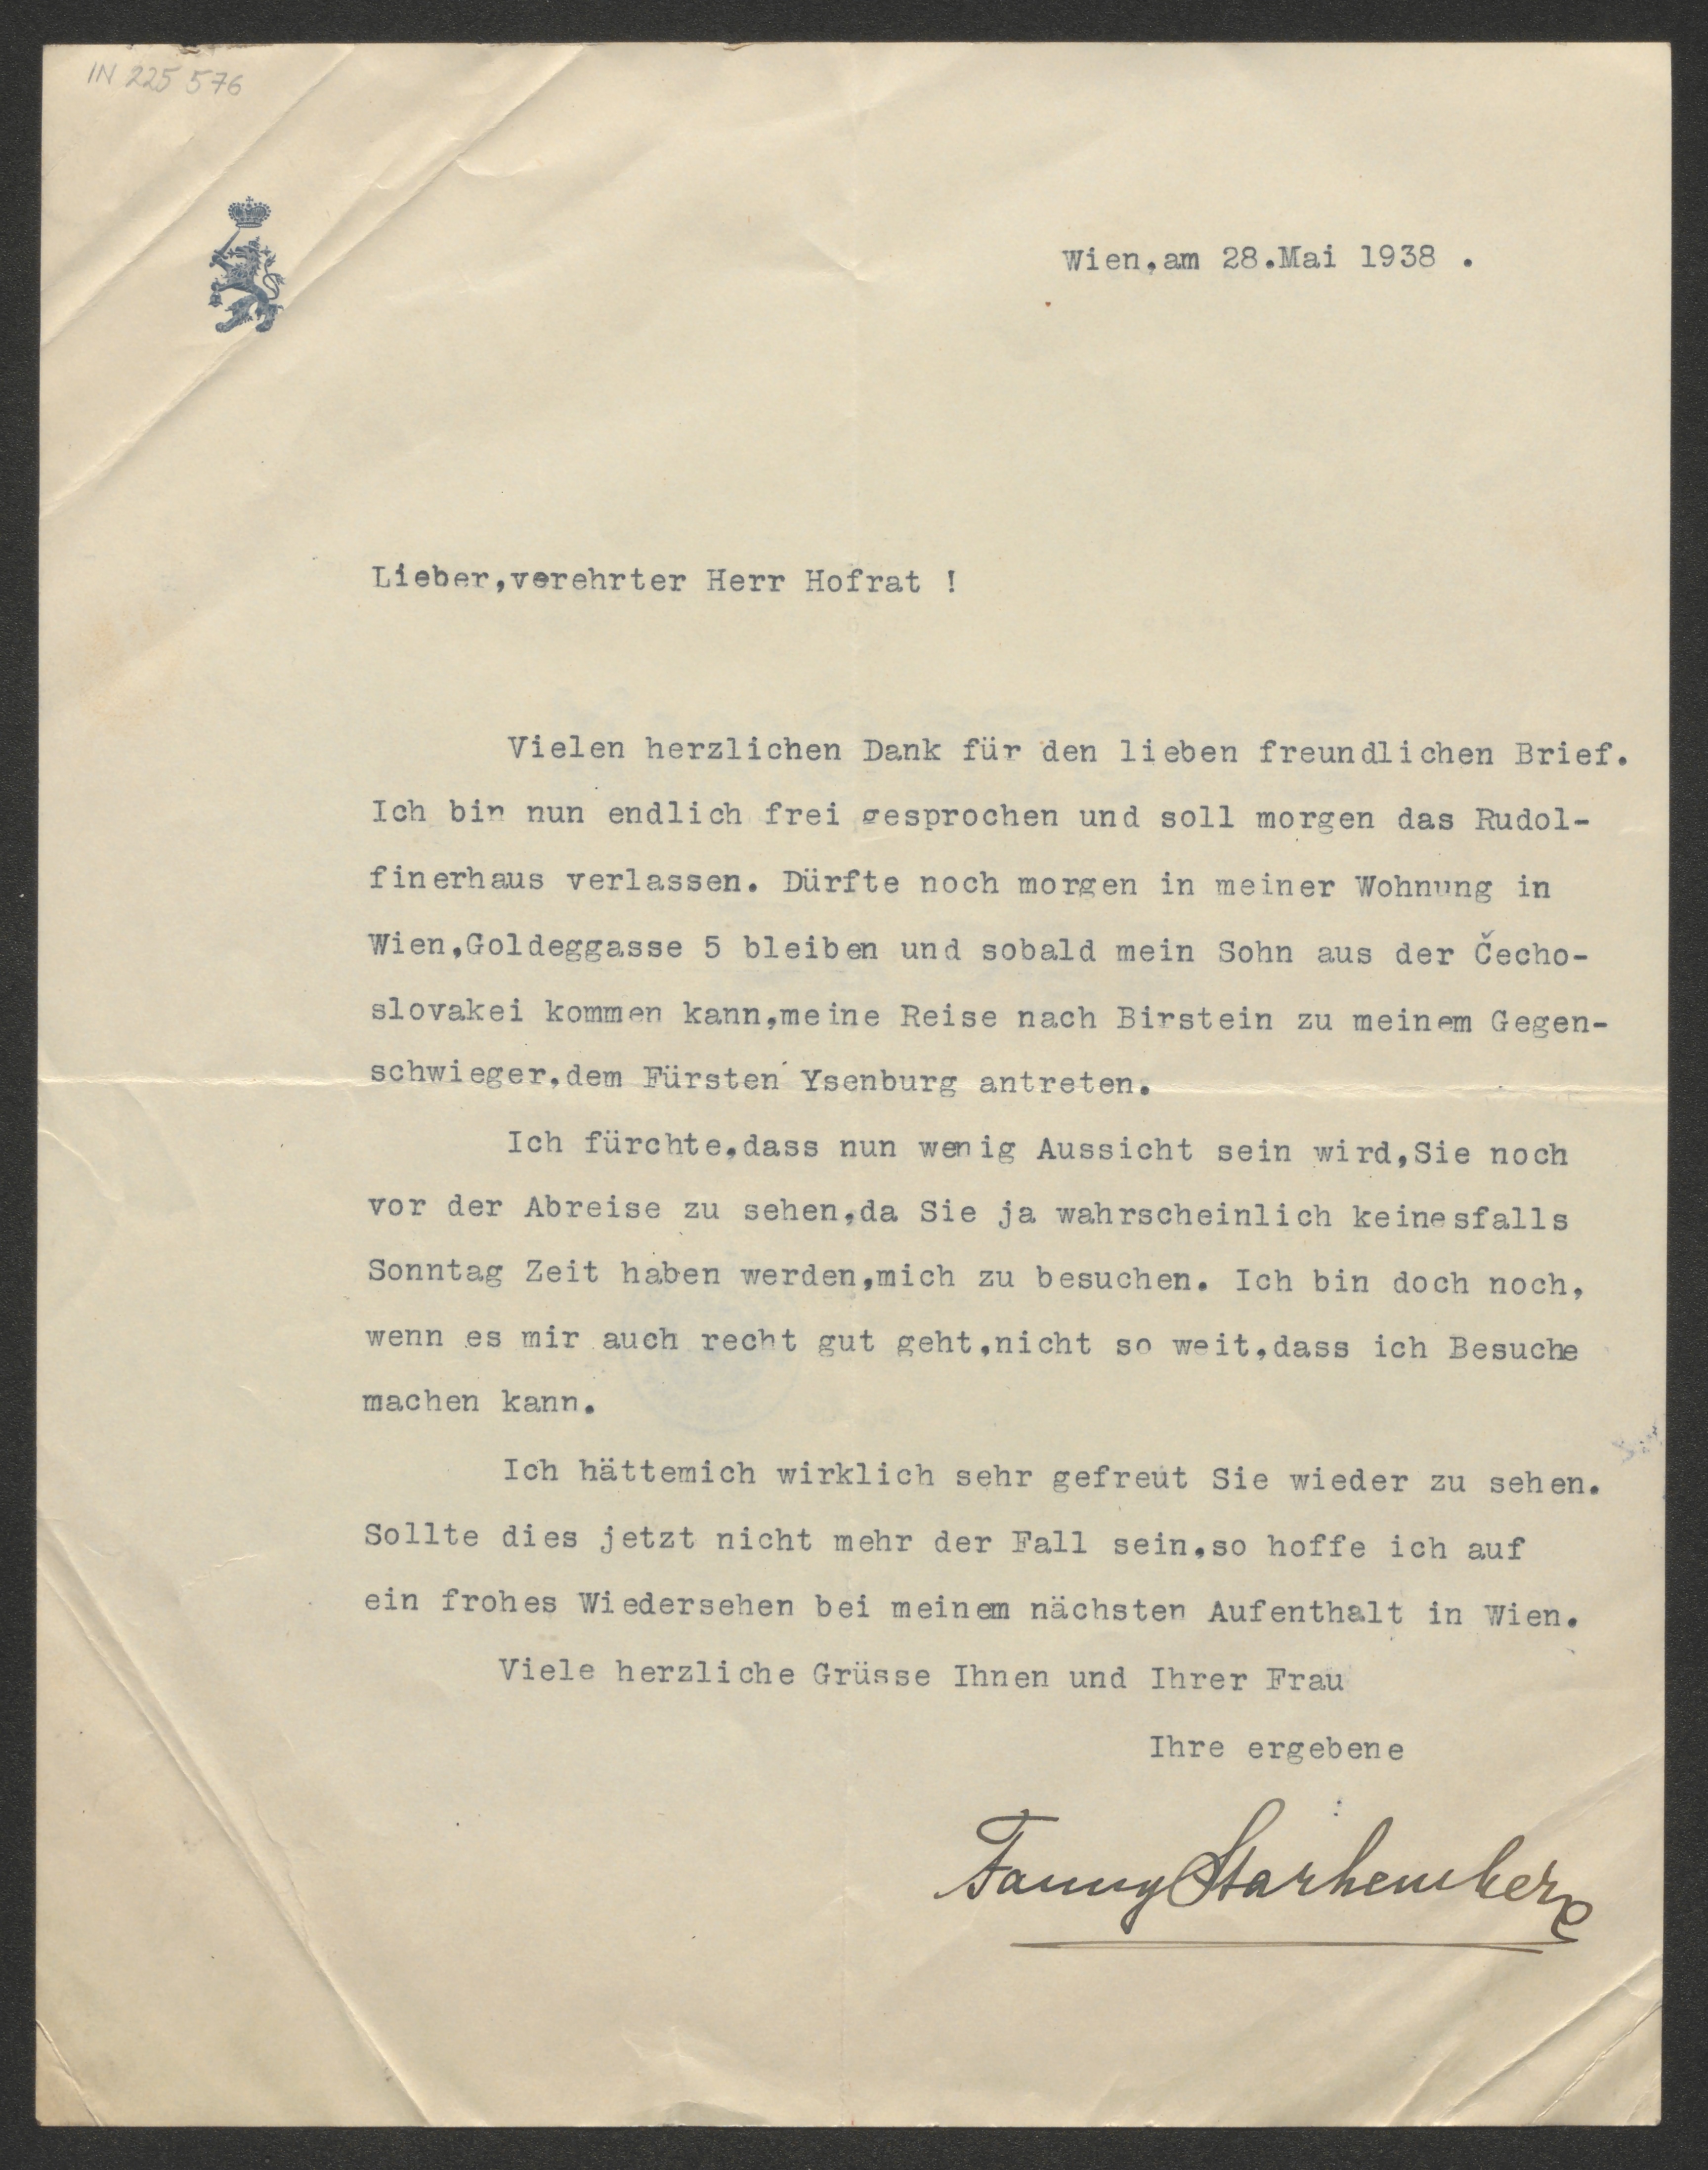 IN 225 576
Wien,am 28.Mai 1938 .
Lieber,verehrter Herr Hofrat !
Vielen herzlichen Dank für den lieben freundlichen Brief.
Ich bin nun endlich frei gesprochen und soll morgen das Rudol-
finerhaus verlassen. Dürfte noch morgen in meiner Wohnung in
Wien,Goldeggasse 5 bleiben und sobald mein Sohn aus der Čecho-
slovakei kommen kann,meine Reise nach Birstein zu meinem Gegen-
schwieger,dem Fürsten Ysenburg antreten.
Ich fürchte,dass nun wenig Aussicht sein wird,Sie noch
vor der Abreise zu sehen,da Sie ja wahrscheinlich keinesfalls
Sonntag Zeit haben werden,mich zu besuchen. Ich bin doch noch,
wenn es mir auch recht gut geht,nicht so weit,dass ich Besuche
machen kann.
Ich hättemich wirklich sehr gefreut Sie wieder zu sehen.
Sollte dies jetzt nicht mehr der Fall sein,so hoffe ich auf
ein frohes Wiedersehen bei meinem nächsten Aufenthalt in Wien.
Viele herzliche Grüsse Ihnen und Ihrer Frau
Ihre ergebene
Fanny Starhemberg